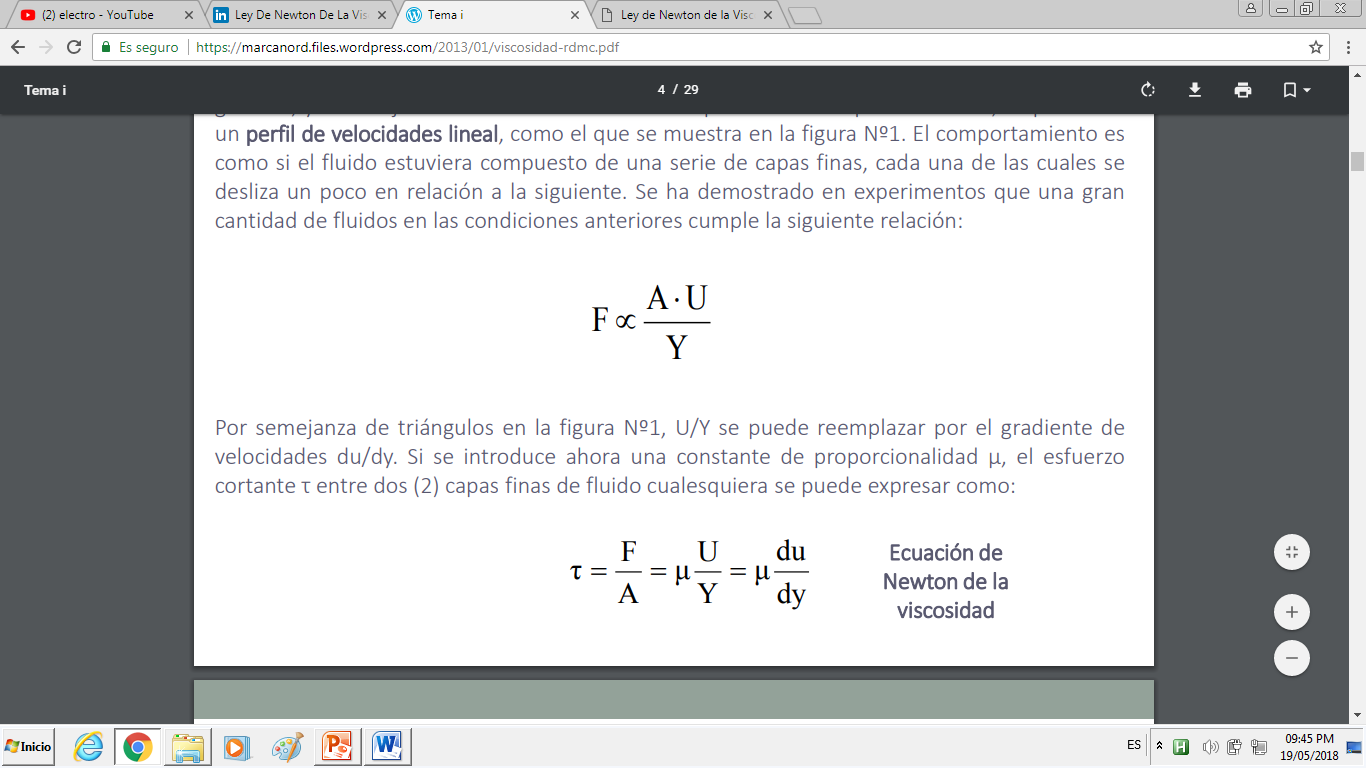 (2) electro - YouTube
Ley De Newton De La Vis
Tema i
Ley de Newton de la Visc
Es seguro
https://marcanord.files.wordpress.com/2013/01/viscosidad-rdmc.pdf
Tema i
4 / 29
un perfil de velocidades lineal, como el que se muestra en la figura Nº1. El comportamiento es
como si el fluido estuviera compuesto de una serie de capas finas, cada una de las cuales se
desliza un poco en relación a la siguiente. Se ha demostrado en experimentos que una gran
cantidad de fluidos en las condiciones anteriores cumple la siguiente relación:
F ∝ A · U / Y
Por semejanza de triángulos en la figura Nº1, U/Y se puede reemplazar por el gradiente de
velocidades du/dy. Si se introduce ahora una constante de proporcionalidad μ, el esfuerzo
cortante τ entre dos (2) capas finas de fluido cualesquiera se puede expresar como:
τ = F / A = μ U / Y = μ du / dy
Ecuación de
Newton de la
viscosidad
Inicio
ES
09:45 PM
19/05/2018